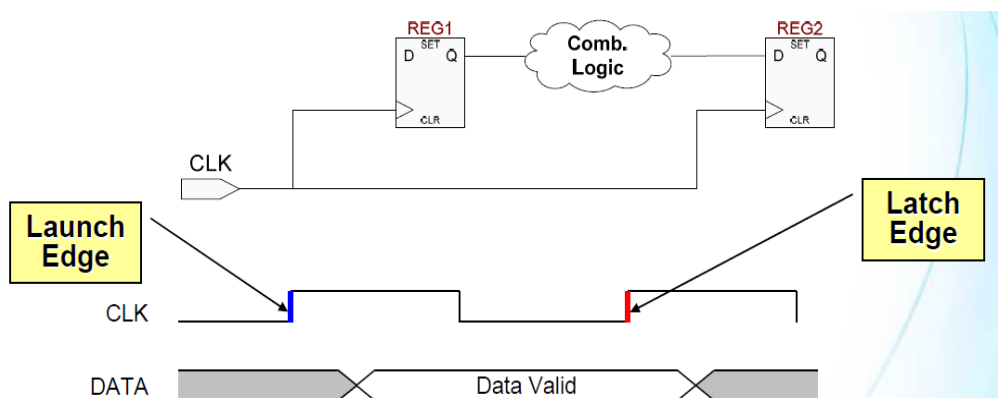 REG1
SET
D Q
CLR
Comb.
Logic
REG2
SET
D Q
CLR
CLK
Launch
Edge
Latch
Edge
CLK
DATA
Data Valid